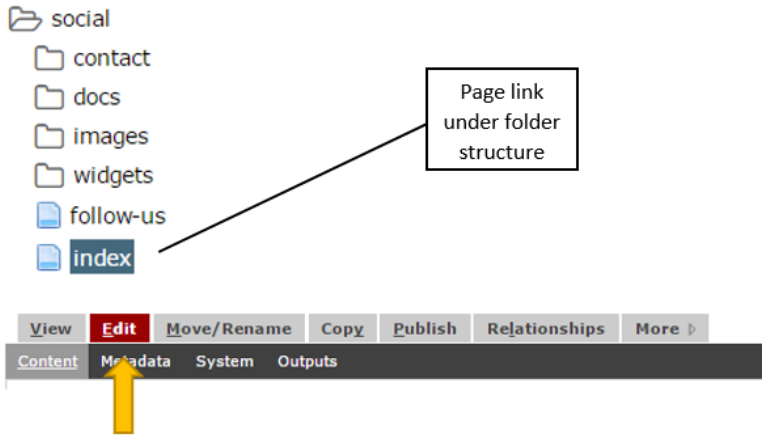 social
contact
docs
images
widgets
follow-us
index
Page link
under folder
structure
View Edit Move/Rename Copy Publish Relationships More
Content Metadata System Outputs